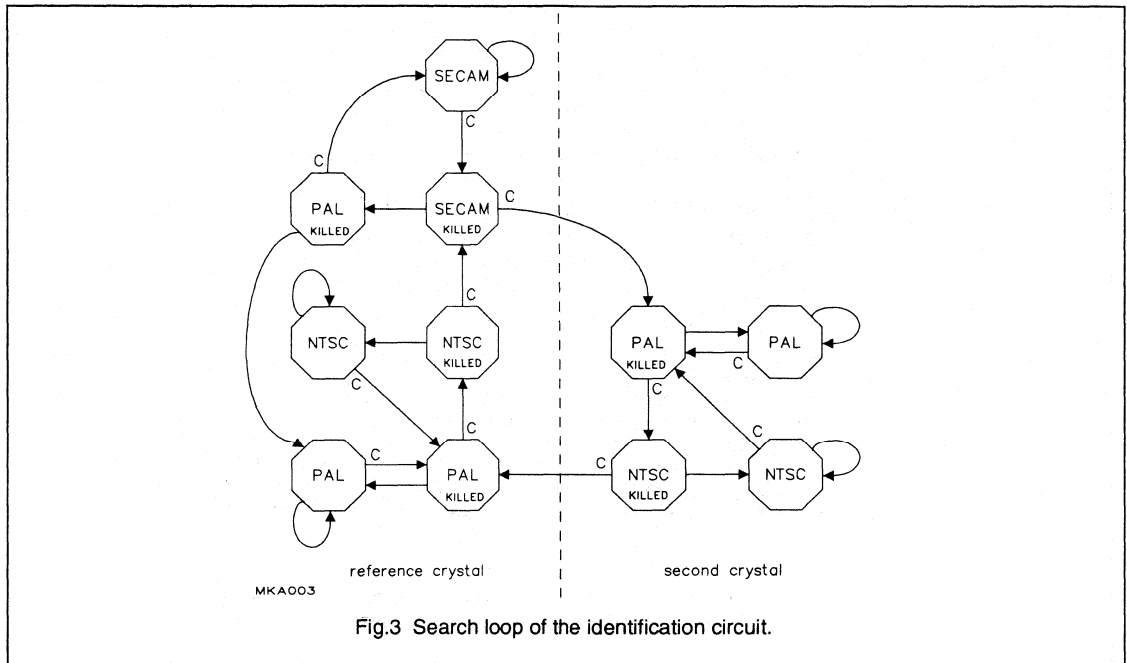 SECAM
C
C
C
PAL
KILLED
SECAM
KILLED
C
NTSC
NTSC
KILLED
PAL
KILLED
PAL
C
C
C
C
C
C
PAL
PAL
KILLED
NTSC
KILLED
NTSC
C
reference crystal
second crystal
MKA003
Fig.3 Search loop of the identification circuit.